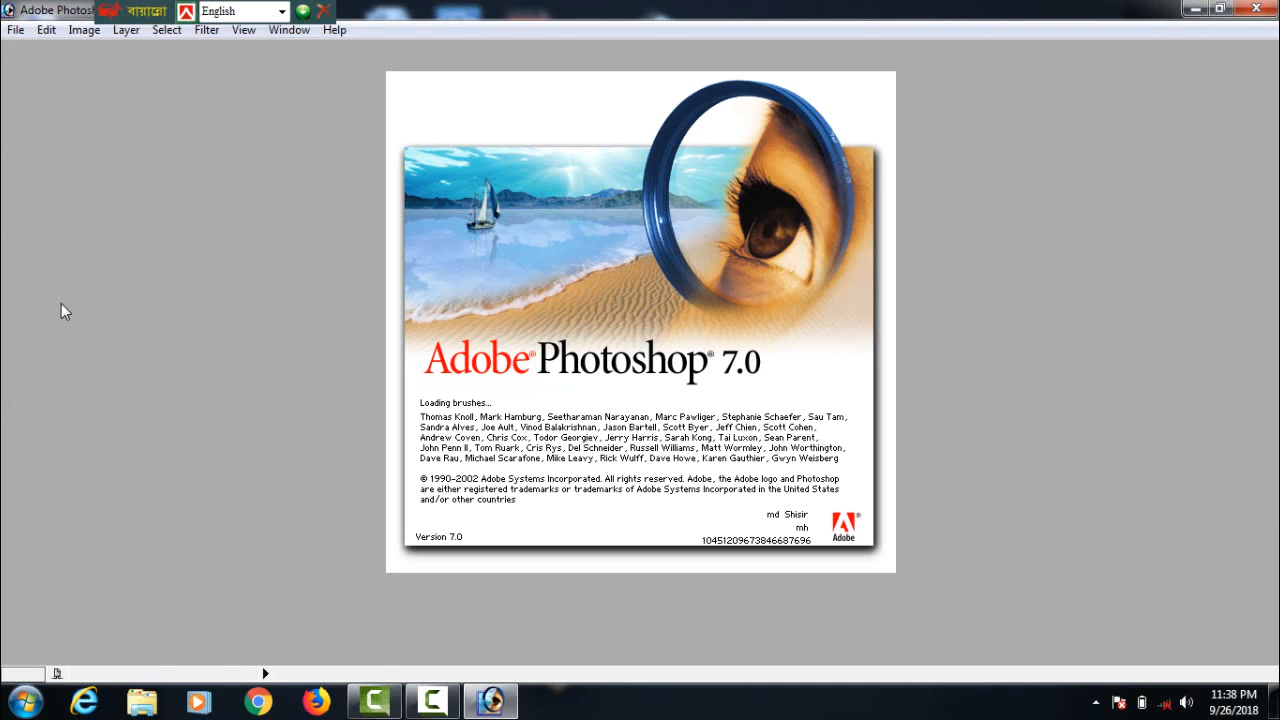 Adobe Photosh
বায়ান্নো
English
File Edit Image Layer Select Filter View Window Help
Adobe® Photoshop® 7.0
Loading brushes...
Thomas Knoll, Mark Hamburg, Seetharaman Narayanan, Marc Pawliger, Stephanie Schaefer, Sau Tam,
Sandra Alves, Joe Ault, Vinod Balakrishnan, Jason Bartell, Scott Byer, Jeff Chien, Scott Cohen,
Andrew Coven, Chris Cox, Todor Georgiev, Jerry Harris, Sarah Kong, Tai Luxon, Sean Parent,
John Penn II, Tom Ruark, Cris Rys, Del Schneider, Russell Williams, Matt Wormley, John Worthington,
Dave Rau, Michael Scarafone, Mike Leavy, Rick Wulff, Dave Howe, Karen Gauthier, Gwyn Weisberg
© 1990-2002 Adobe Systems Incorporated. All rights reserved. Adobe, the Adobe logo and Photoshop
are either registered trademarks or trademarks of Adobe Systems Incorporated in the United States
and/or other countries
md Shisir
mh
10451209673846687696
Version 7.0
Adobe
11:38 PM
9/26/2018